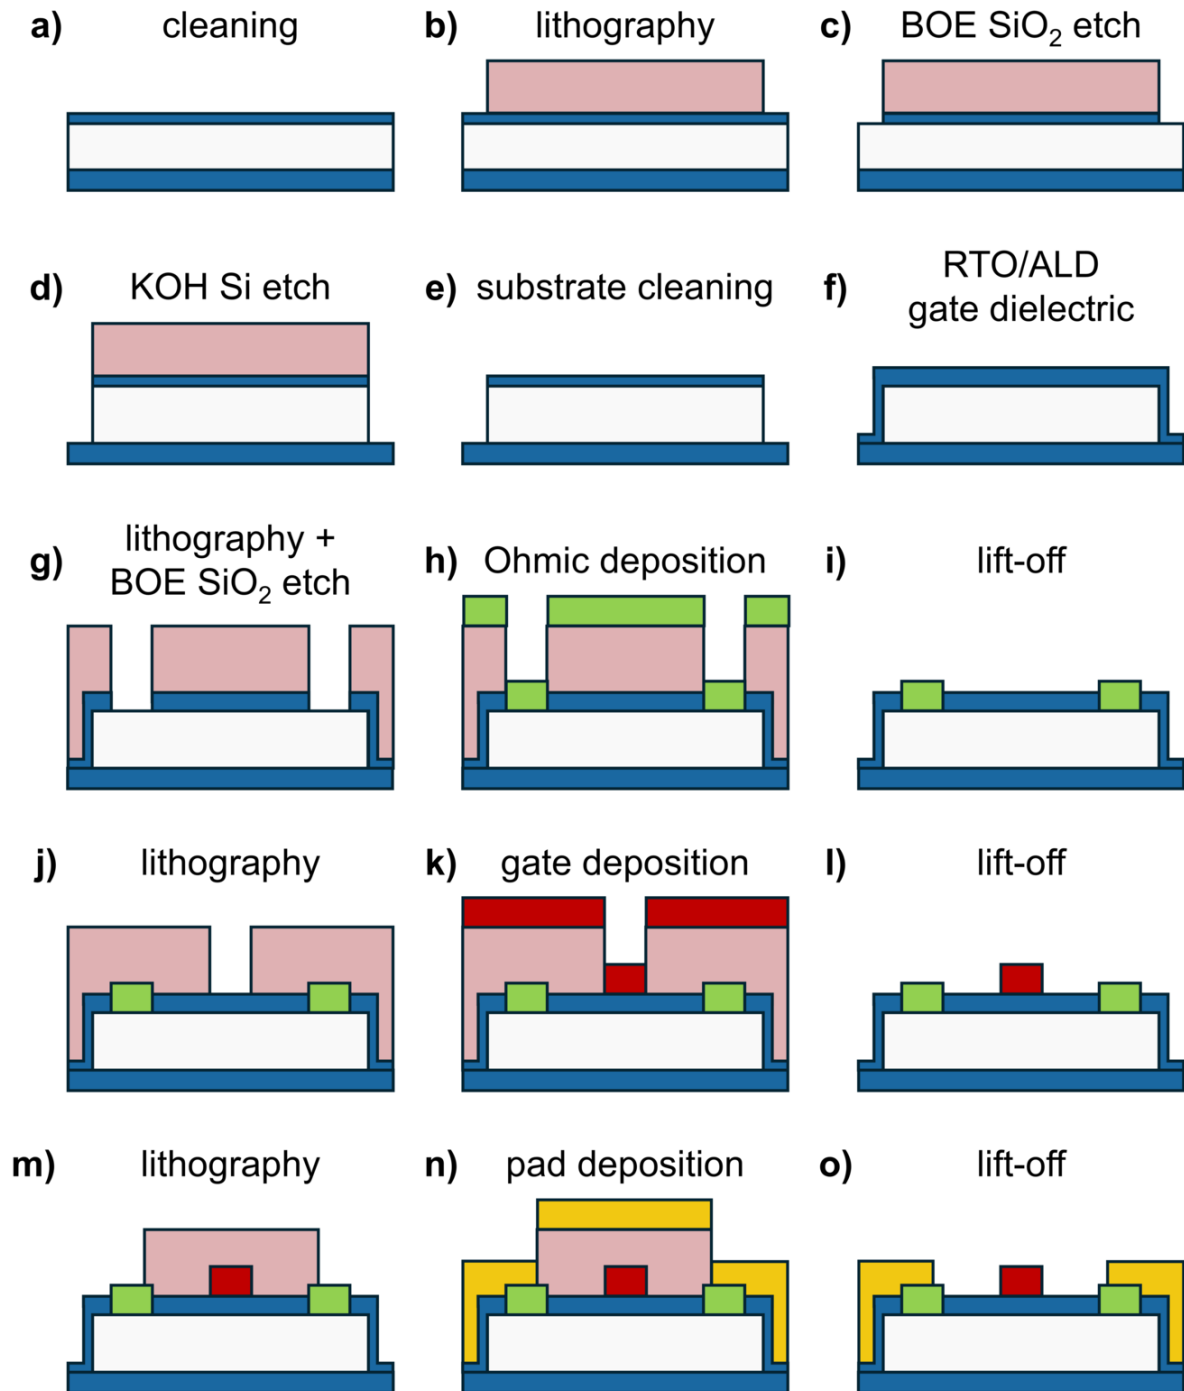 a) cleaning
b) lithography
c) BOE SiO₂ etch
d) KOH Si etch
e) substrate cleaning
f) RTO/ALD
gate dielectric
g) lithography +
BOE SiO₂ etch
h) Ohmic deposition
i) lift-off
j) lithography
k) gate deposition
l) lift-off
m) lithography
n) pad deposition
o) lift-off